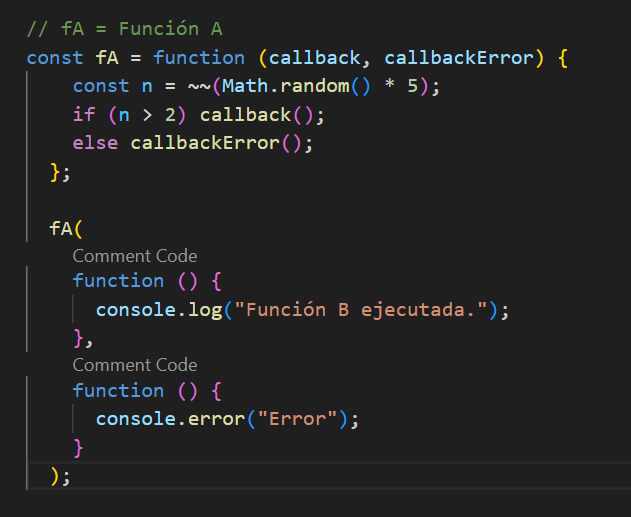 // fA = Función A
const fA = function (callback, callbackError) {
const n = ~~(Math.random() * 5);
if (n > 2) callback();
else callbackError();
};
fA(
Comment Code
function () {
console.log("Función B ejecutada.");
},
Comment Code
function () {
console.error("Error");
}
);